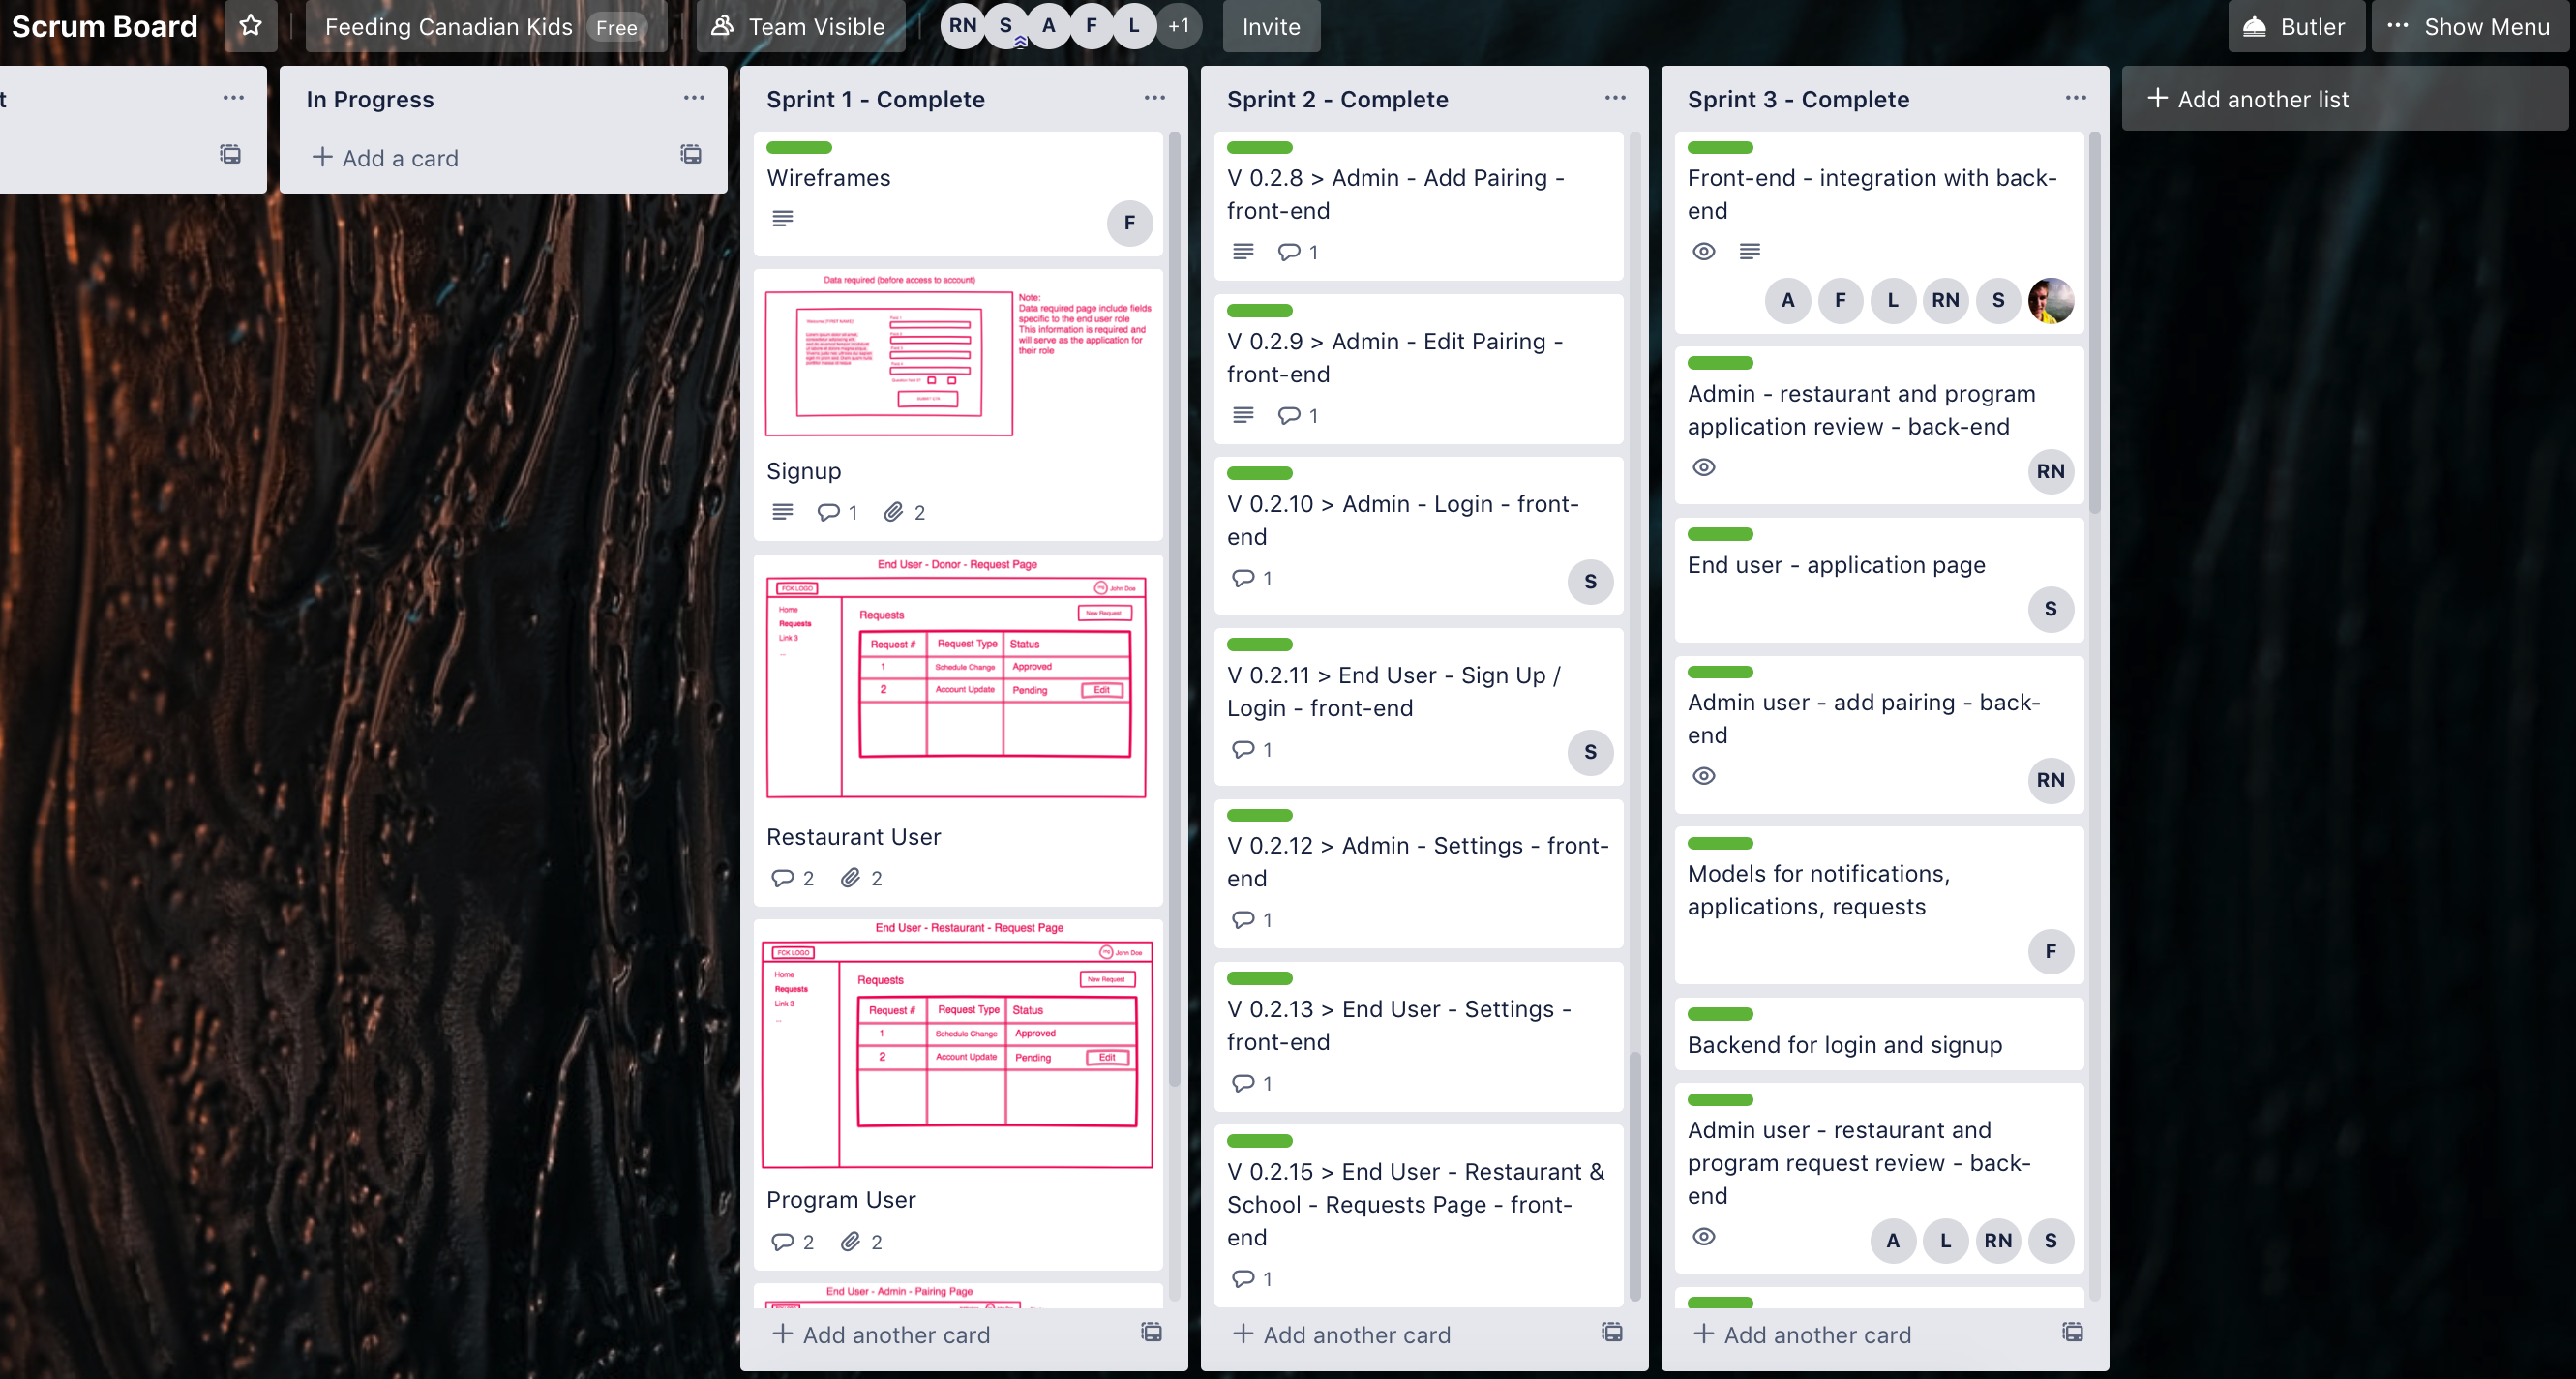 Scrum Board
Feeding Canadian Kids Free
Team Visible
RN S A F L +1
Invite
Butler
··· Show Menu
t
In Progress
+ Add a card
Sprint 1 - Complete
Wireframes
F
Data required (before access to account)
Note:
Data required page include fields
specific to the end user role
This information is required and
will serve as the application for
their role
Signup
1 2
End User - Donor - Request Page
FCK LOGO
John Doe
Home
Requests
Link 3
...
Requests
New Request
Request # Request Type Status
1 Schedule Change Approved
2 Account Update Pending Edit
Restaurant User
2 2
End User - Restaurant - Request Page
FCK LOGO
John Doe
Home
Requests
Link 3
...
Requests
New Request
Request # Request Type Status
1 Schedule Change Approved
2 Account Update Pending Edit
Program User
2 2
End User - Admin - Pairing Page
+ Add another card
Sprint 2 - Complete
V 0.2.8 > Admin - Add Pairing -
front-end
1
V 0.2.9 > Admin - Edit Pairing -
front-end
1
V 0.2.10 > Admin - Login - front-
end
1
S
V 0.2.11 > End User - Sign Up /
Login - front-end
1
S
V 0.2.12 > Admin - Settings - front-
end
1
V 0.2.13 > End User - Settings -
front-end
1
V 0.2.15 > End User - Restaurant &
School - Requests Page - front-
end
1
+ Add another card
Sprint 3 - Complete
Front-end - integration with back-
end
A F L RN S
Admin - restaurant and program
application review - back-end
RN
End user - application page
S
Admin user - add pairing - back-
end
RN
Models for notifications,
applications, requests
F
Backend for login and signup
Admin user - restaurant and
program request review - back-
end
A L RN S
+ Add another card
+ Add another list